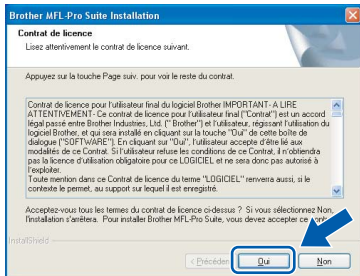 Brother MFL-Pro Suite Installation
Contrat de licence
Lisez attentivement le contrat de licence suivant.
Appuyez sur la touche Page suiv. pour voir le reste du contrat.
Contrat de licence pour l'utilisateur final du logiciel Brother IMPORTANT- A LIRE
ATTENTIVEMENT- Ce contrat de licence pour l'utilisateur final ("Contrat") est un accord
légal passé entre Brother Industries, Ltd. (" Brother") et l'utilisateur, régissant l'utilisation du
logiciel Brother, et qui sera installé en cliquant sur la touche "Oui" de cette boîte de
dialogue ("SOFTWARE"). En cliquant sur "Oui", l'utilisateur accepte d'être lié aux
modalités de ce Contrat. Si l'utilisateur refuse les conditions de ce Contrat, il n'obtiendra
pas la licence d'utilisation obligatoire pour ce LOGICIEL et ne sera donc pas autorisé à
l'exploiter.
Toute mention dans ce Contrat de licence du terme "LOGICIEL" renverra aussi, si le
contexte le permet, au support sur lequel il est enregistré.
Acceptez-vous tous les termes du contrat de licence ci-dessus ? Si vous sélectionnez Non,
l'installation s'arrêtera. Pour installer Brother MFL-Pro Suite, vous devez accepter ce
InstallShield
< Précéden
Oui
Non